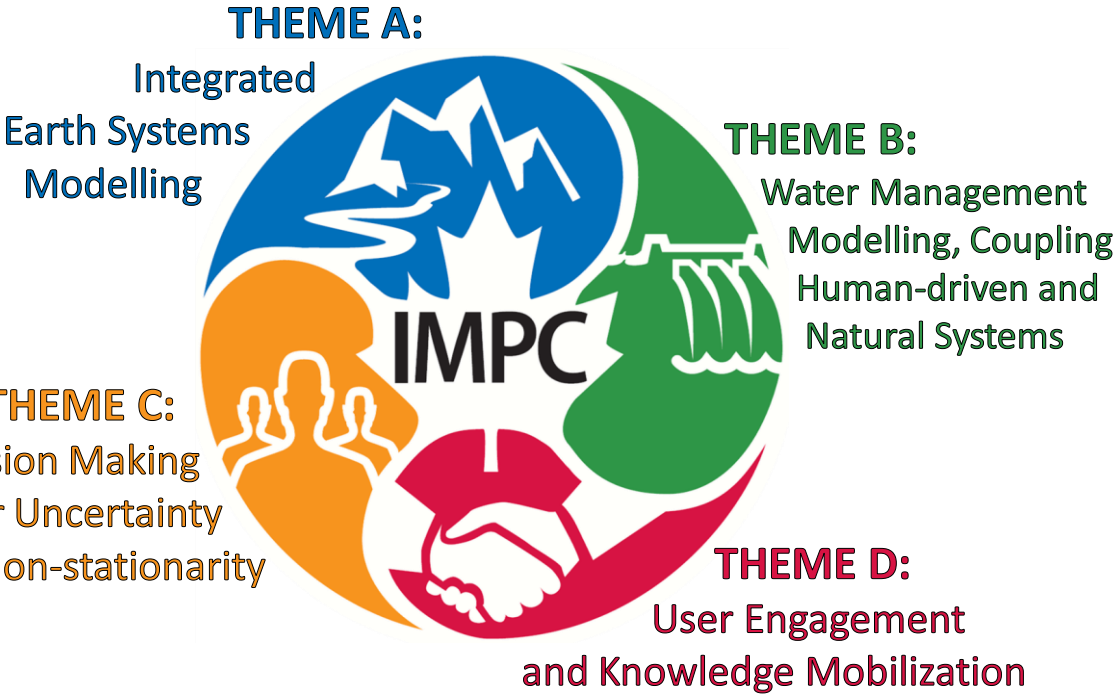 THEME A:
Integrated
Earth Systems
Modelling
THEME B:
Water Management
Modelling, Coupling
Human-driven and
Natural Systems
IMPC
THEME C:
sion Making
r Uncertainty
on-stationarity
THEME D:
User Engagement
and Knowledge Mobilization